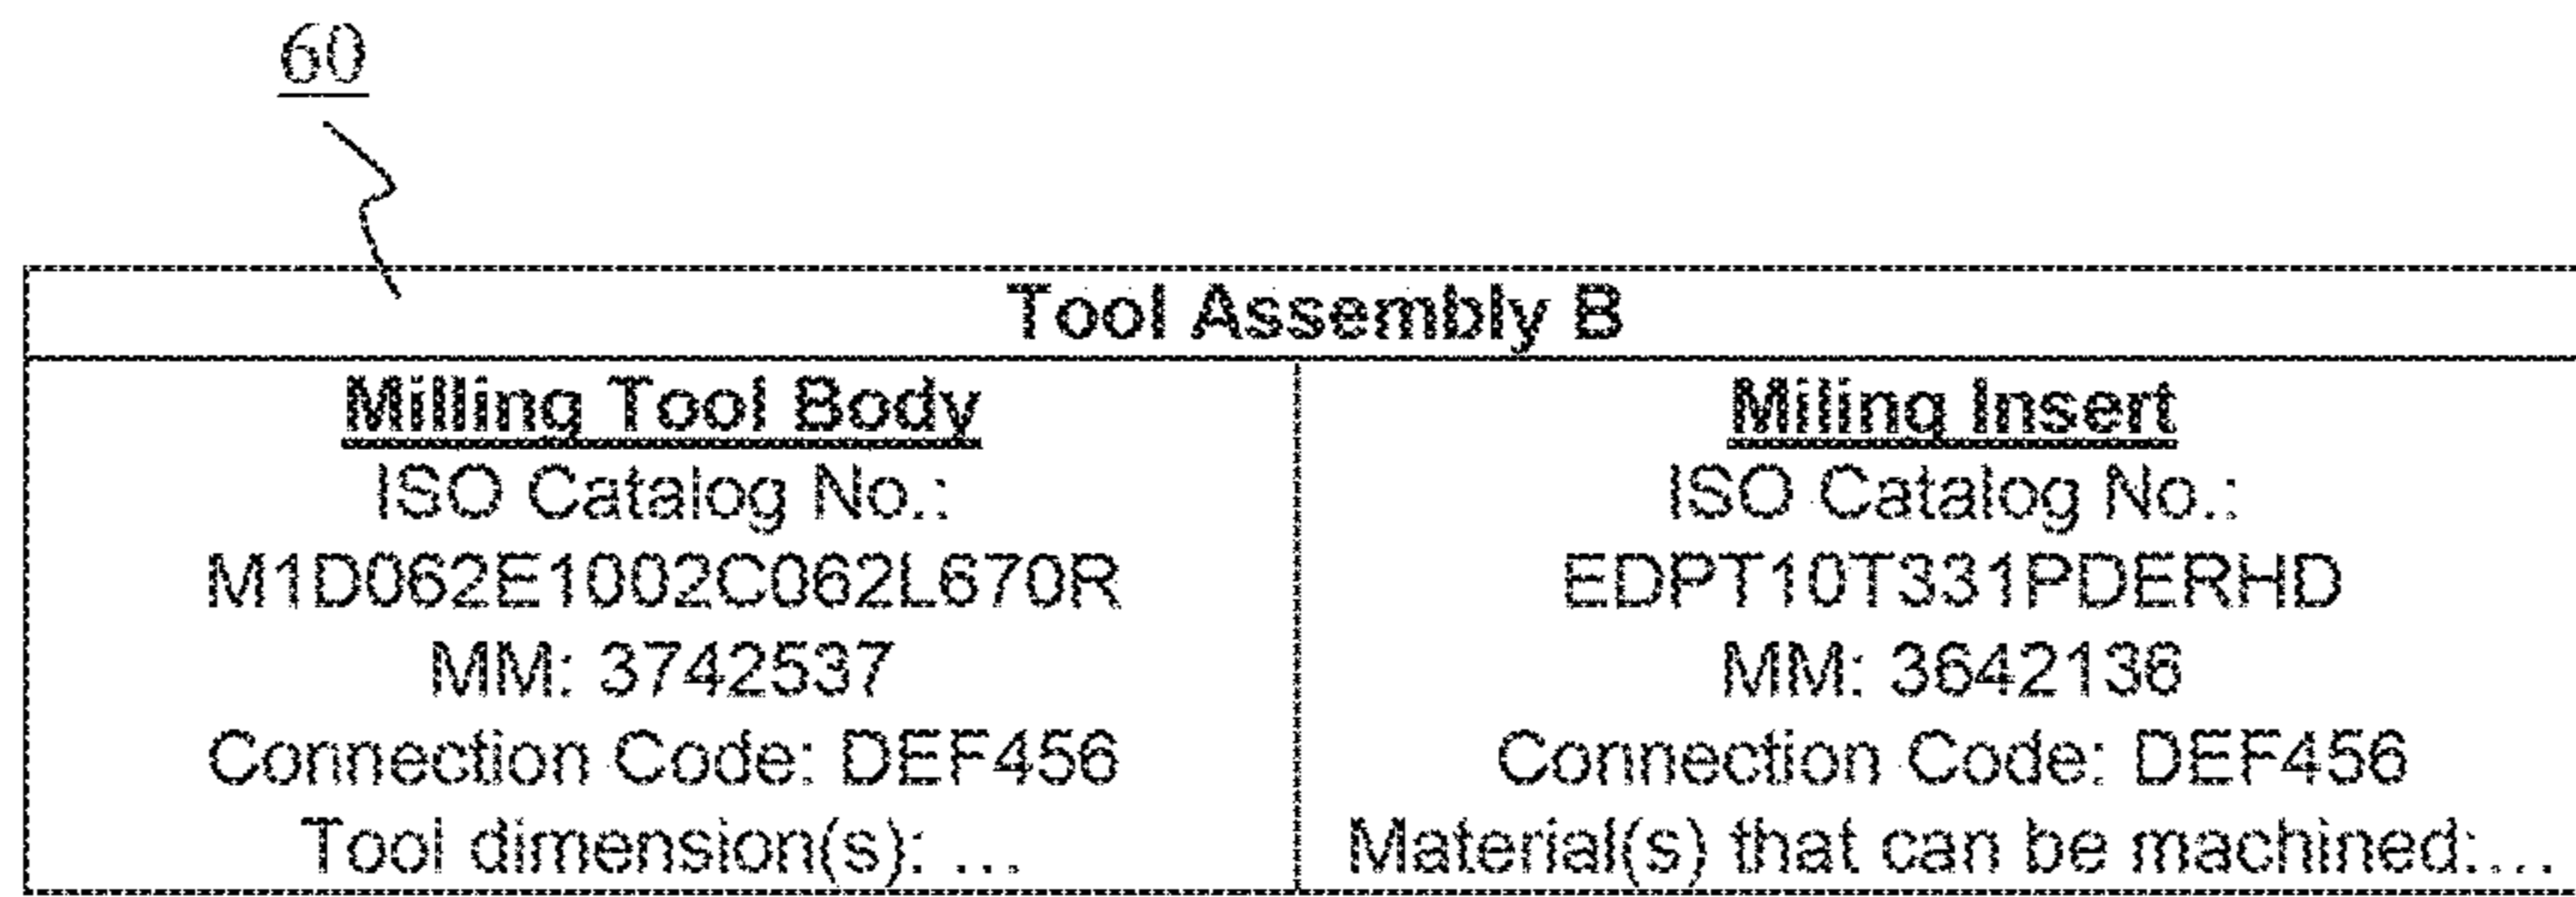 60
Tool Assembly B
Milling Tool Body
ISO Catalog No.:
M1D062E1002C062L670R
MM: 3742537
Connection Code: DEF456
Tool dimension(s): ...
Miling Insert
ISO Catalog No.:
EDPT10T331PDERHD
MM: 3642136
Connection Code: DEF456
Material(s) that can be machined:...